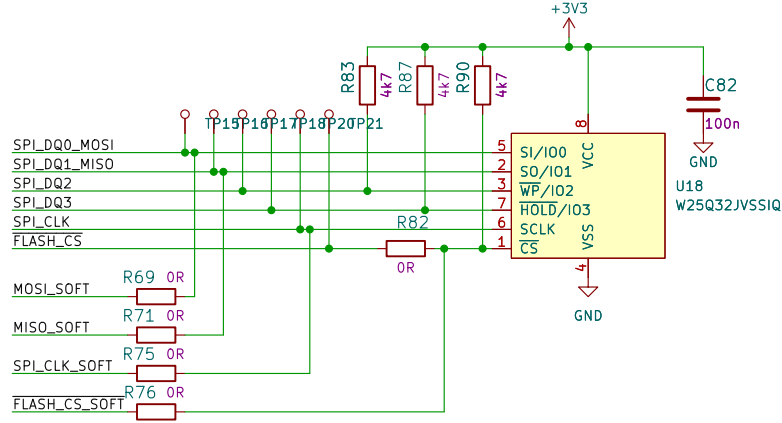 +3V3
R83 4k7
R87 4k7
R90 4k7
C82
100n
GND
TP15 TP16 TP17 TP18 TP20 TP21
SPI_DQ0_MOSI
SPI_DQ1_MISO
SPI_DQ2
SPI_DQ3
SPI_CLK
FLASH_CS
R82
0R
5 SI/IO0
2 SO/IO1
3 WP/IO2
7 HOLD/IO3
6 SCLK
1 CS
8 VCC
4 VSS
U18
W25Q32JVSSIQ
GND
R69 0R
MOSI_SOFT
R71 0R
MISO_SOFT
R75 0R
SPI_CLK_SOFT
R76 0R
FLASH_CS_SOFT